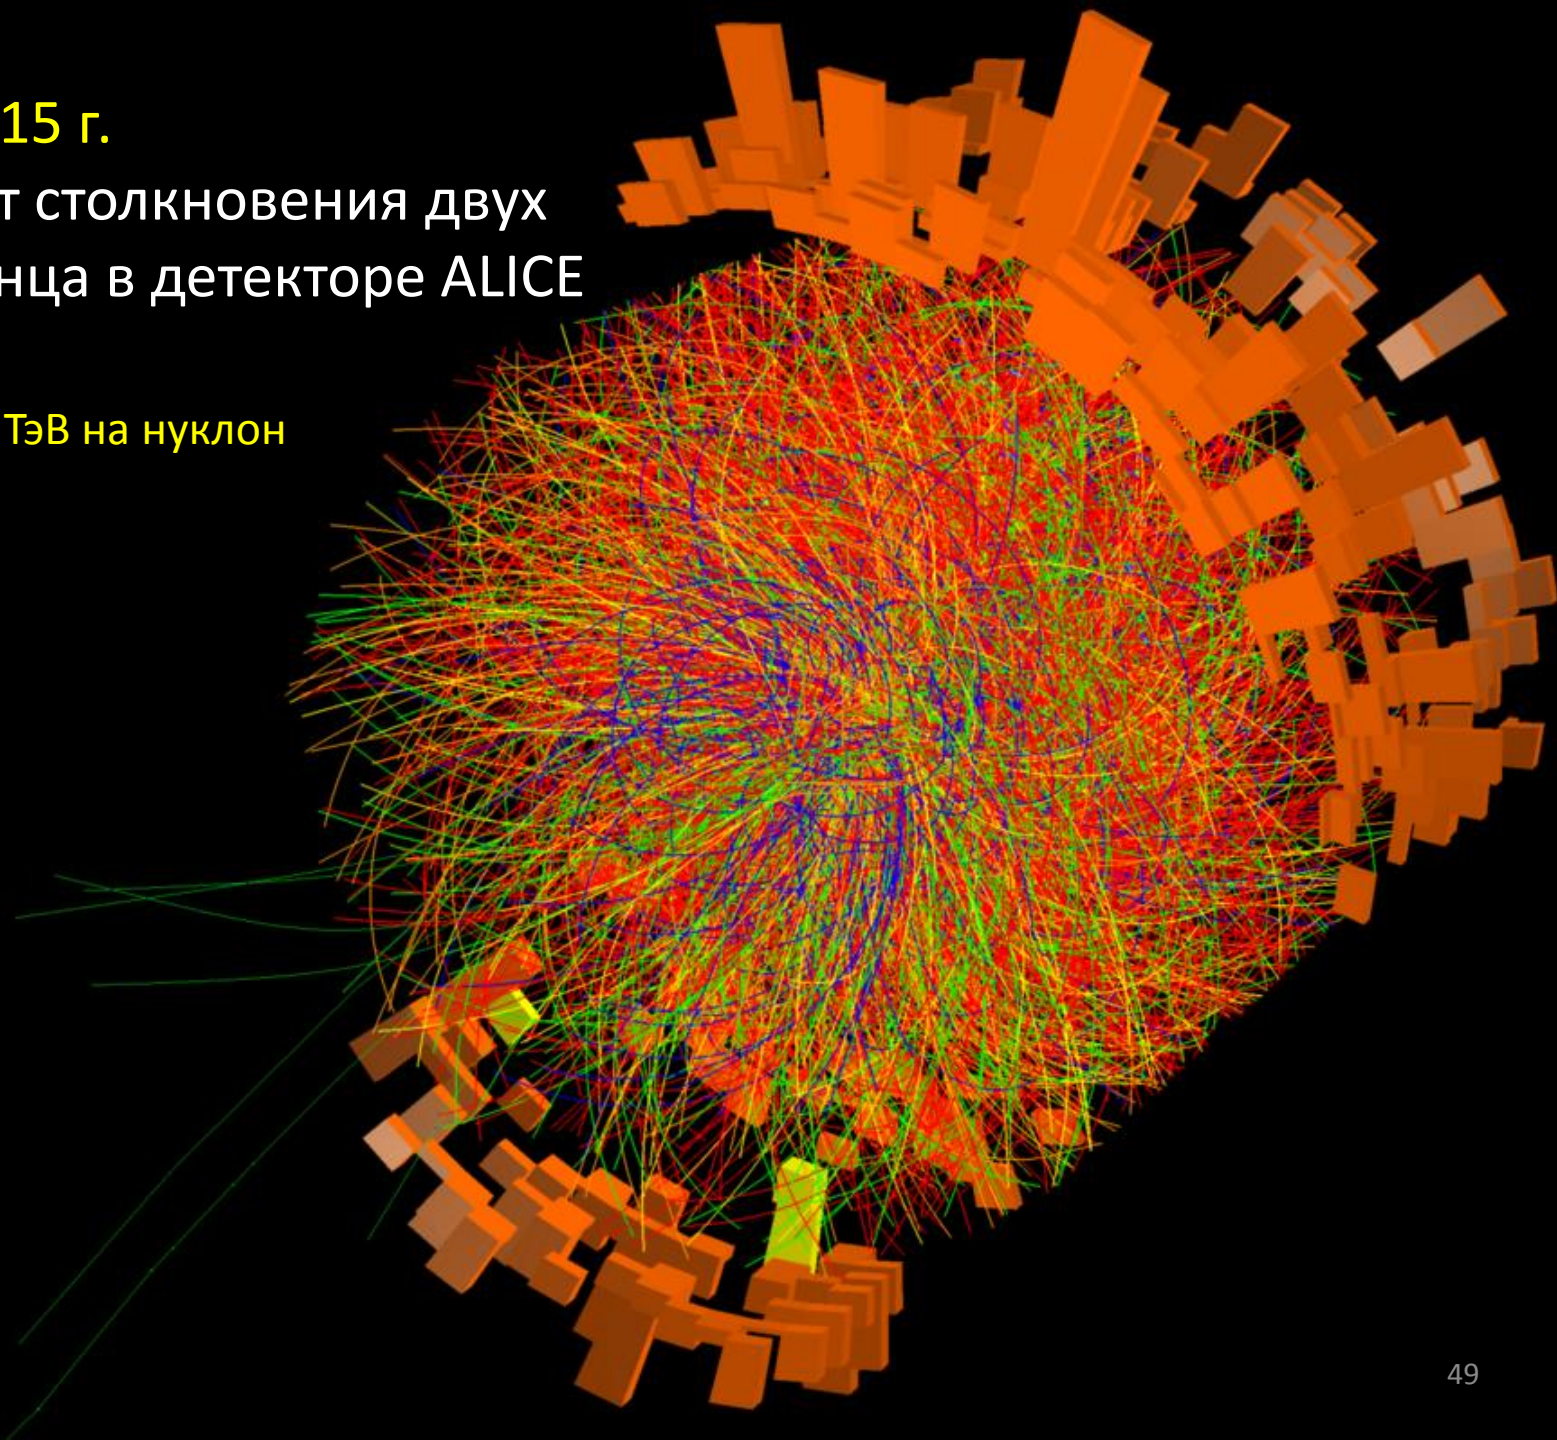 15 г.
т столкновения двух
нца в детекторе ALICE
ТэВ на нуклон
49